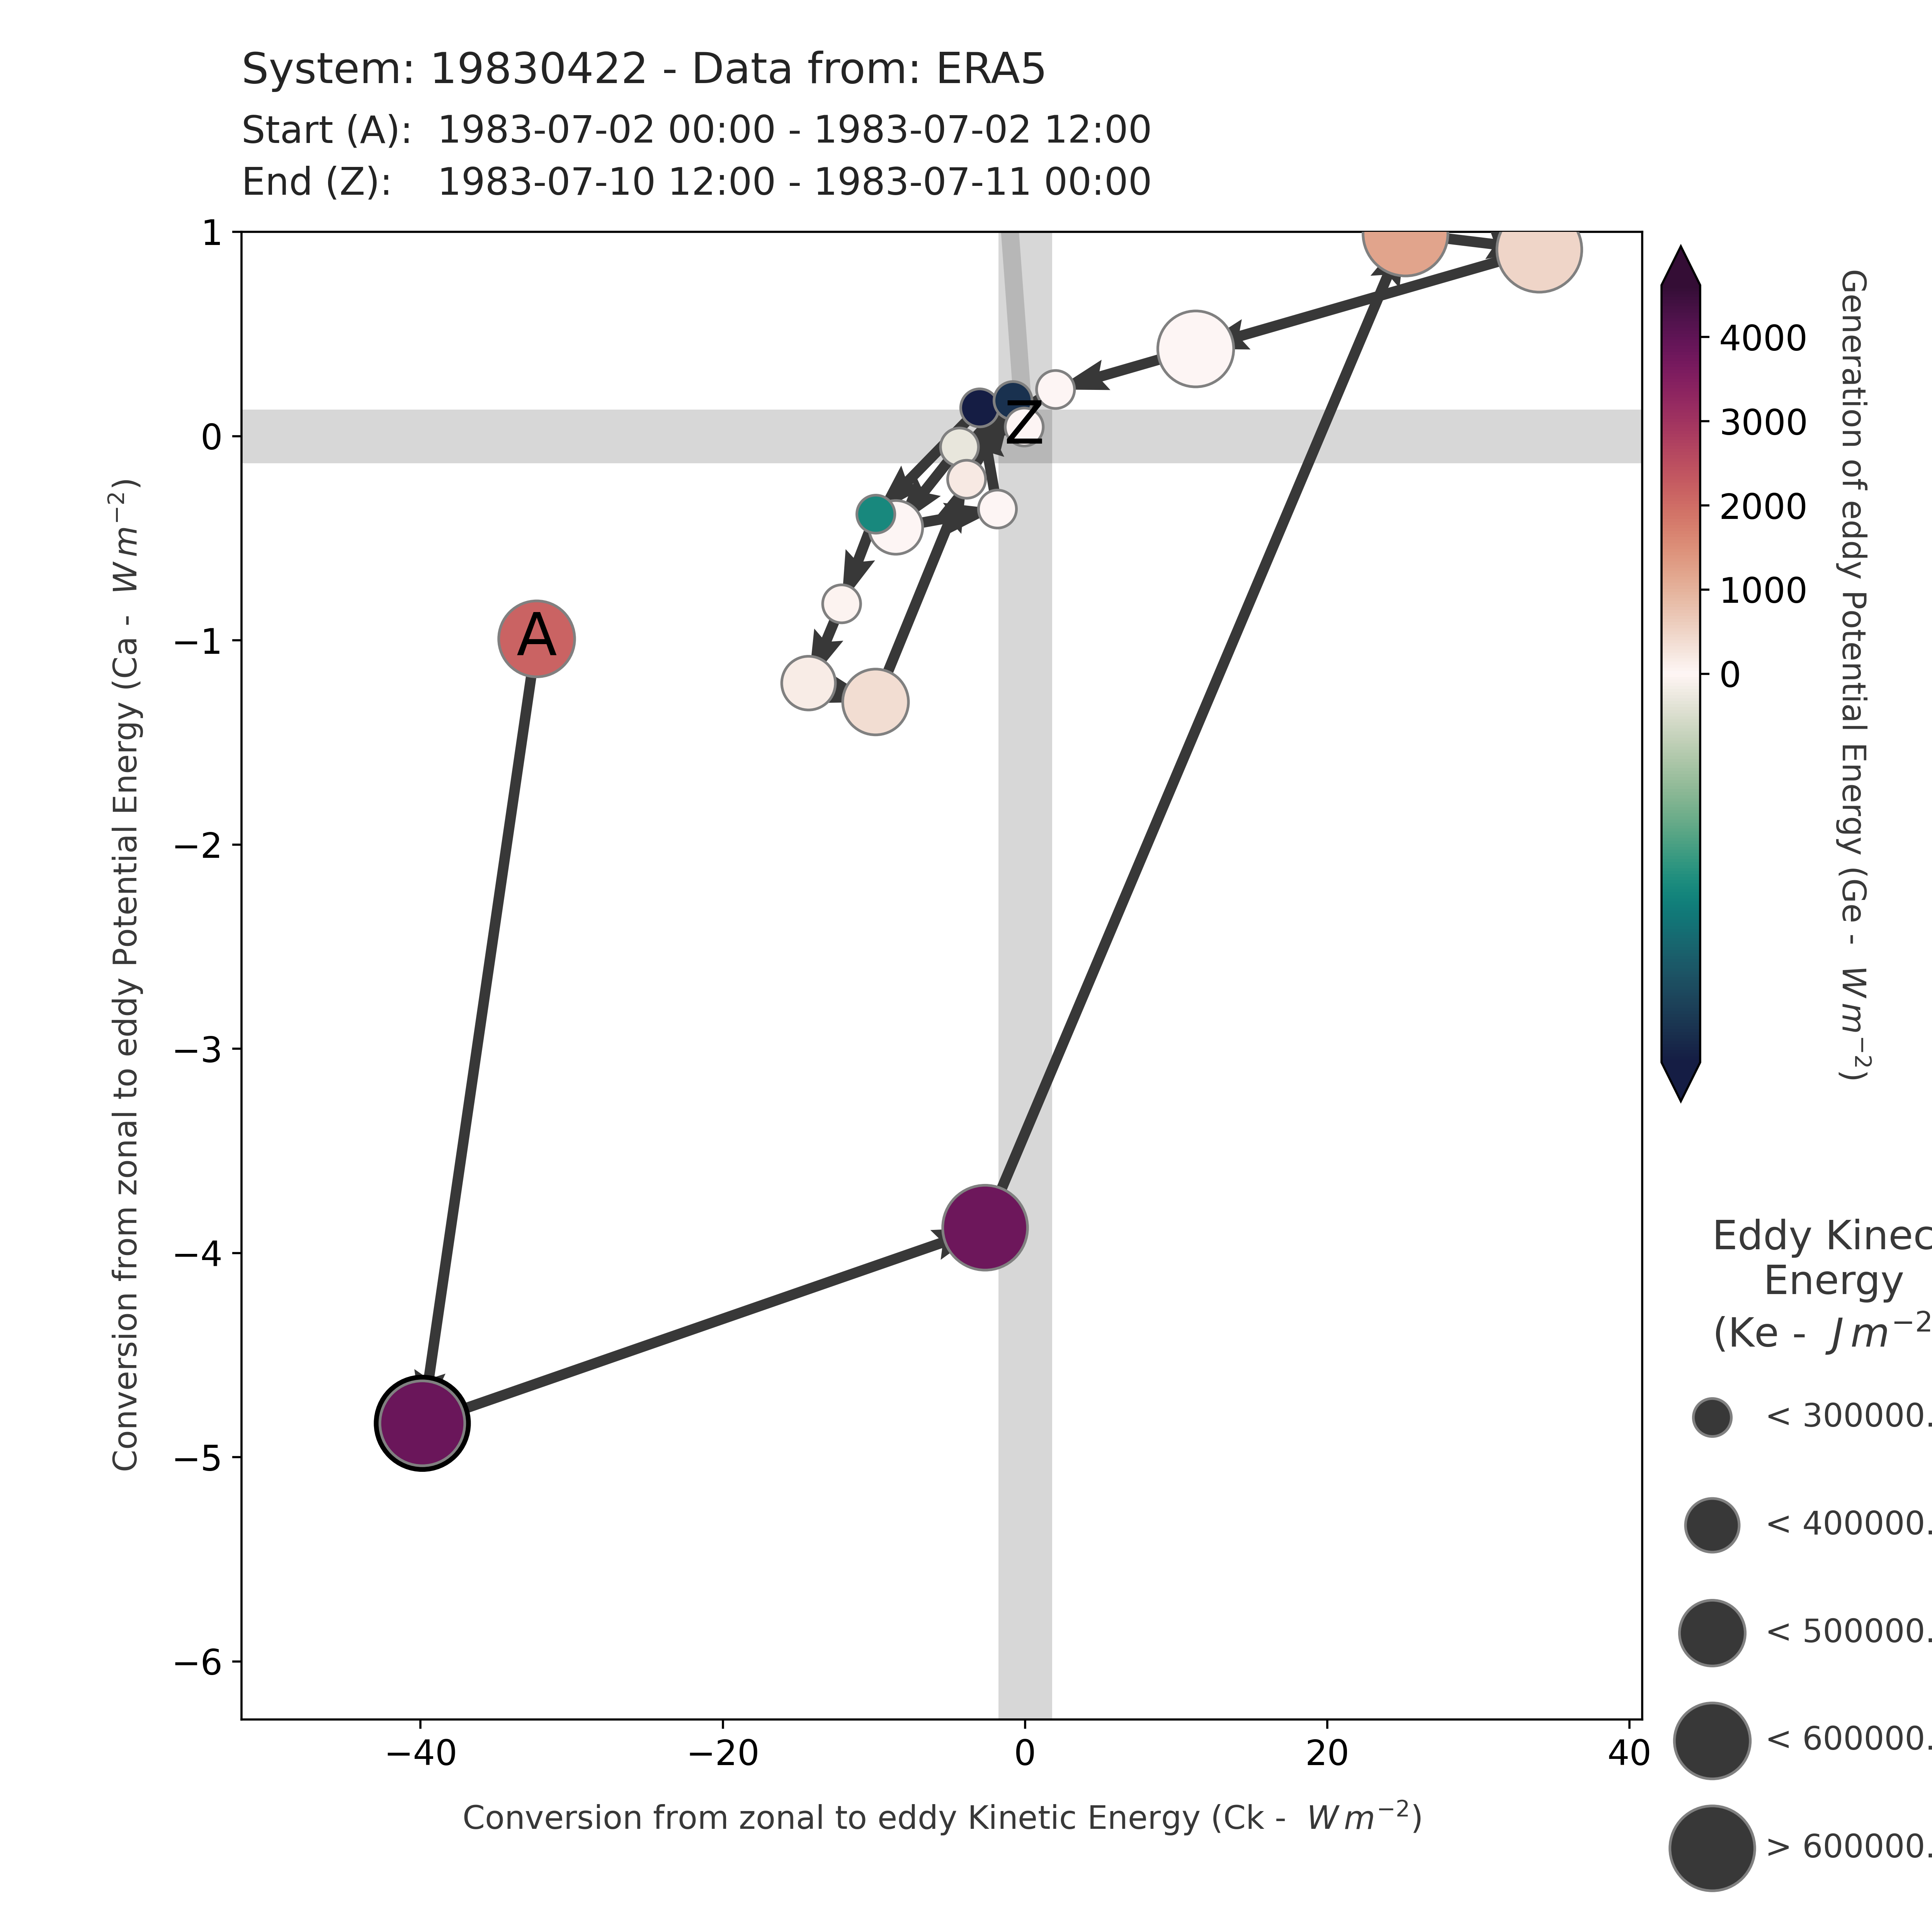 System: 19830422 - Data from: ERA5
Start (A): 1983-07-02 00:00 - 1983-07-02 12:00
End (Z): 1983-07-10 12:00 - 1983-07-11 00:00
1
0
−1
−2
−3
−4
−5
−6
Conversion from zonal to eddy Potential Energy (Ca - W m⁻²)
A
Z
−40
−20
0
20
40
Conversion from zonal to eddy Kinetic Energy (Ck - W m⁻²)
4000
3000
2000
1000
0
Generation of eddy Potential Energy (Ge - W m⁻²)
Eddy Kinec
Energy
(Ke - J m⁻²
< 300000.
< 400000.
< 500000.
< 600000.
> 600000.